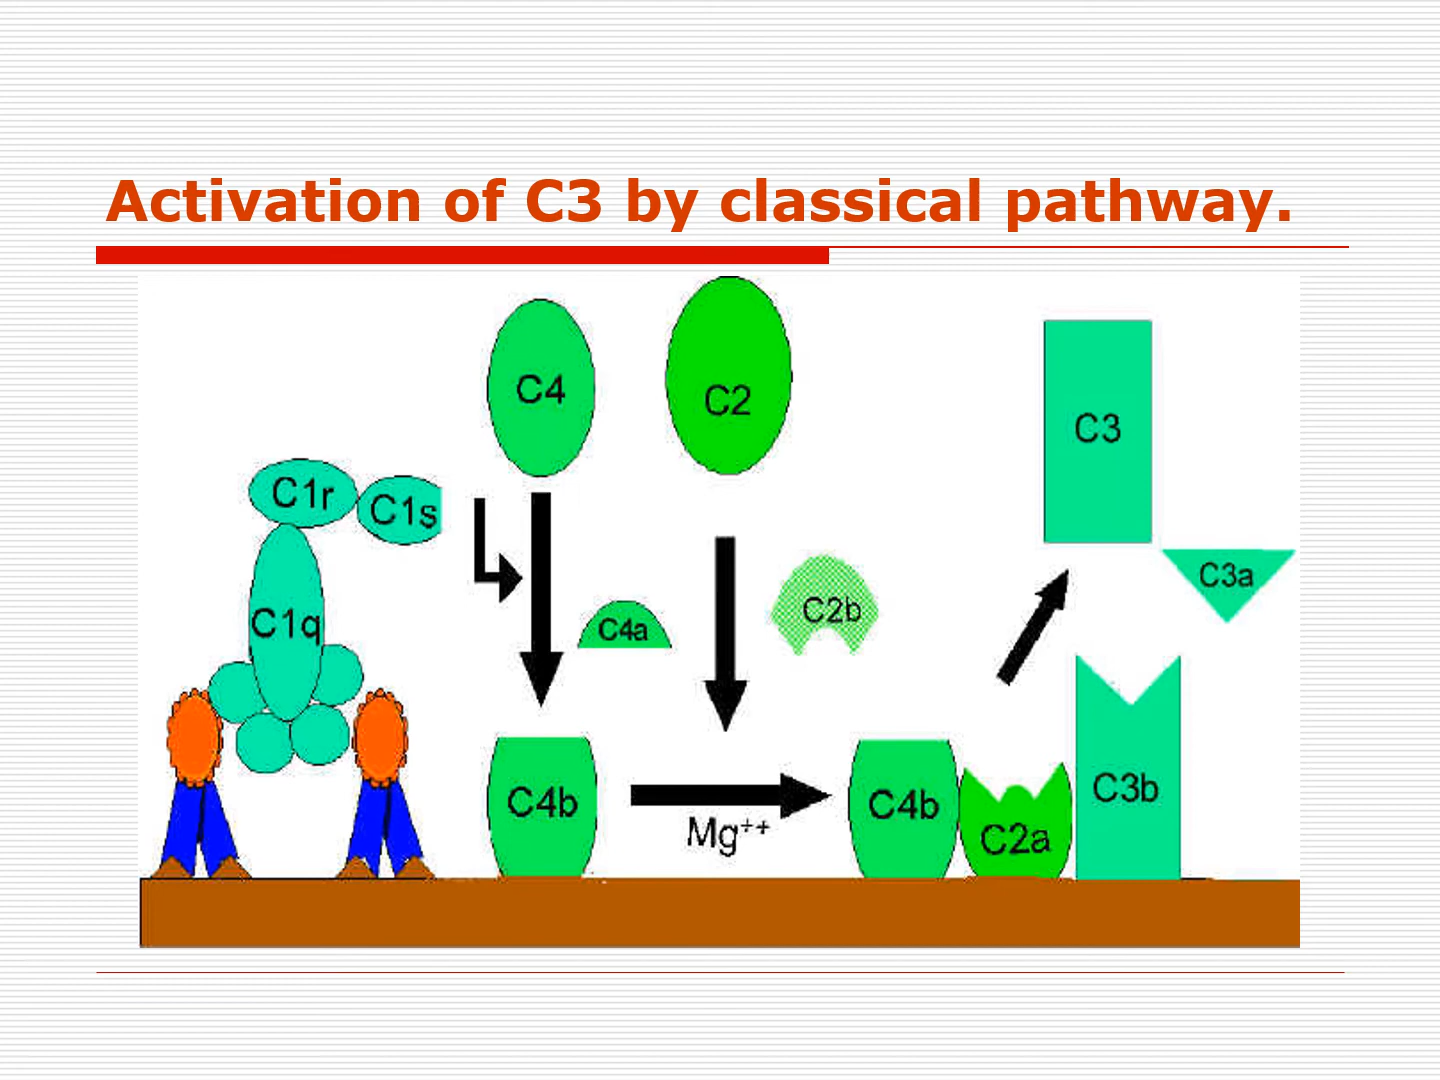 Activation of C3 by classical pathway.
C4
C2
C3
C1r
C1s
C1q
C4a
C2b
C3a
C4b
Mg++
C4b
C2a
C3b